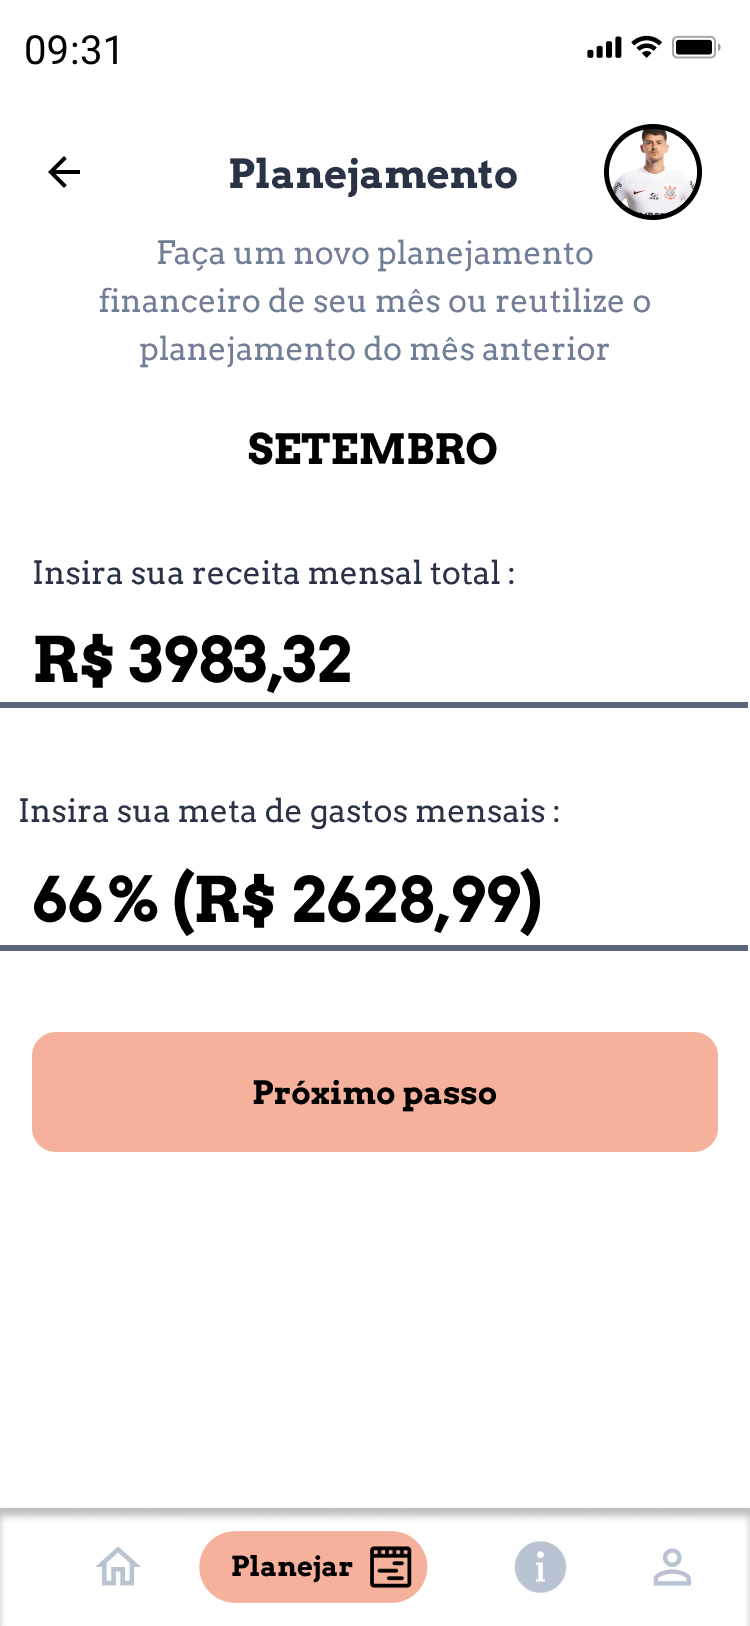 09:31
Planejamento
Faça um novo planejamento
financeiro de seu mês ou reutilize o
planejamento do mês anterior
SETEMBRO
Insira sua receita mensal total :
R$ 3983,32
Insira sua meta de gastos mensais :
66% (R$ 2628,99)
Próximo passo
Planejar